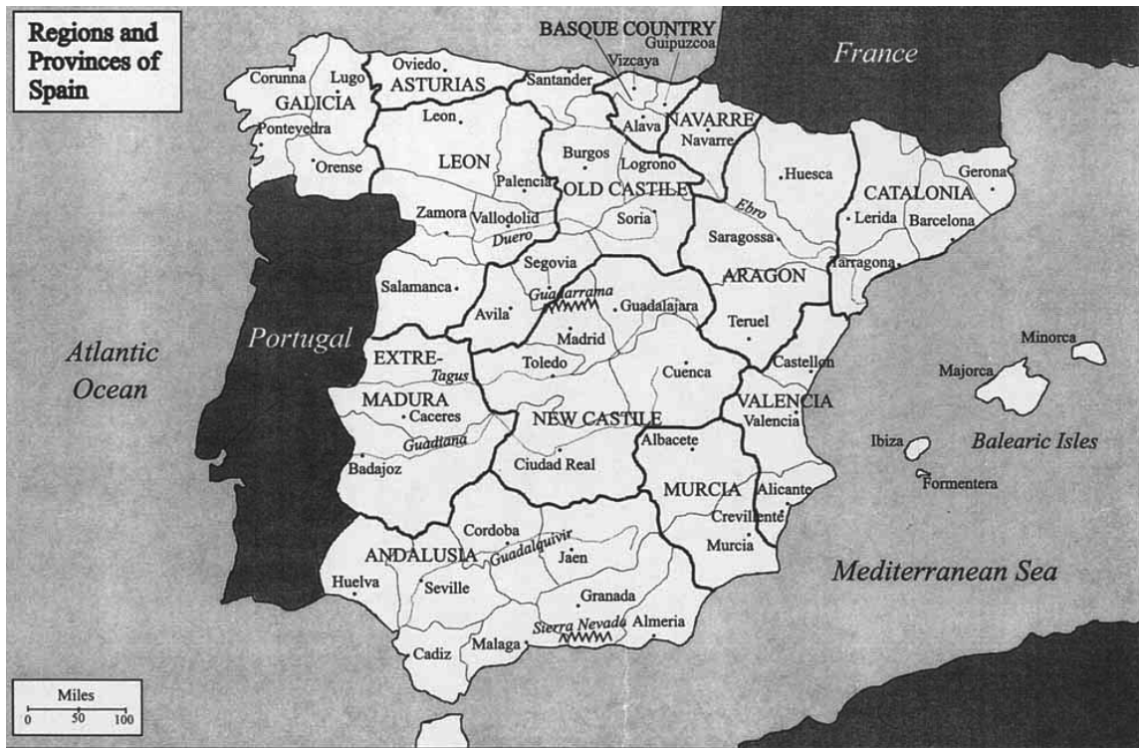 Regions and
Provinces of
Spain
BASQUE COUNTRY
Guipuzcoa
Vizcaya
France
Corunna
Lugo
Oviedo
ASTURIAS
Santander
GALICIA
Pontevedra
Orense
Leon
LEON
Palencia
Burgos
Logrono
OLD CASTILE
Alava
NAVARRE
Navarre
Huesca
Gerona
CATALONIA
Lerida
Barcelona
Zamora
Valladolid
Duero
Soria
Ebro
Saragossa
Tarragona
ARAGON
Segovia
Salamanca
Avila
Guadarrama
Guadalajara
Teruel
Portugal
Madrid
Atlantic
Ocean
EXTRE-
Tagus
MADURA
Caceres
Toledo
Cuenca
Castellon
Minorca
Majorca
VALENCIA
Valencia
NEW CASTILE
Guadiana
Badajoz
Ciudad Real
Albacete
Ibiza
Balearic Isles
Formentera
MURCIA
Alicante
Crevillente
Murcia
Cordoba
Guadalquivir
ANDALUSIA
Jaen
Huelva
Seville
Granada
Mediterranean Sea
Sierra Nevada
Almeria
Malaga
Cadiz
Miles
0 50 100